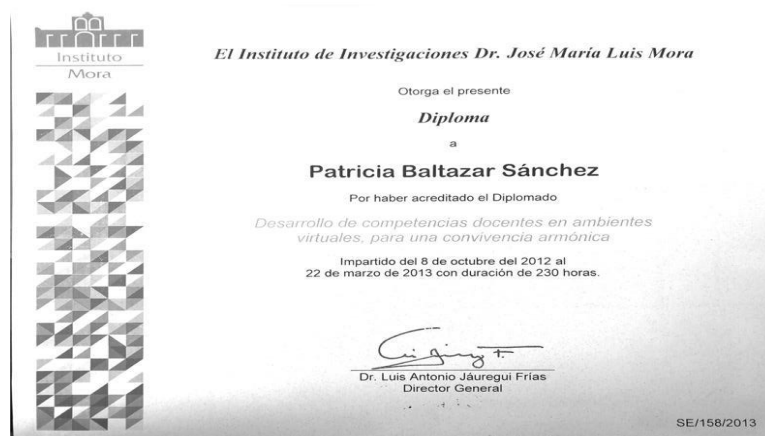 Instituto
Mora
El Instituto de Investigaciones Dr. José María Luis Mora
Otorga el presente
Diploma
a
Patricia Baltazar Sánchez
Por haber acreditado el Diplomado
Desarrollo de competencias docentes en ambientes
virtuales, para una convivencia armónica
Impartido del 8 de octubre del 2012 al
22 de marzo de 2013 con duración de 230 horas.
Dr. Luis Antonio Jáuregui Frías
Director General
SE/158/2013